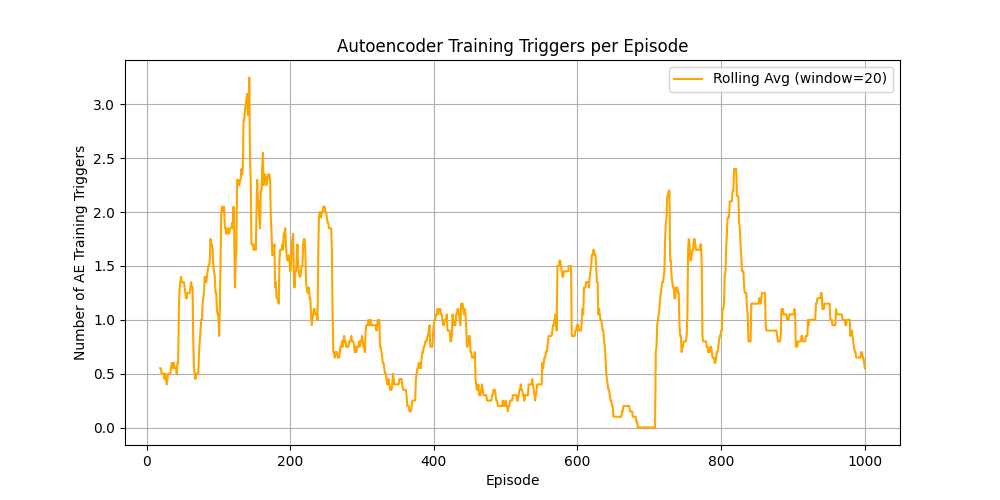 Autoencoder Training Triggers per Episode
Rolling Avg (window=20)
Number of AE Training Triggers
3.0
2.5
2.0
1.5
1.0
0.5
0.0
0 200 400 600 800 1000
Episode